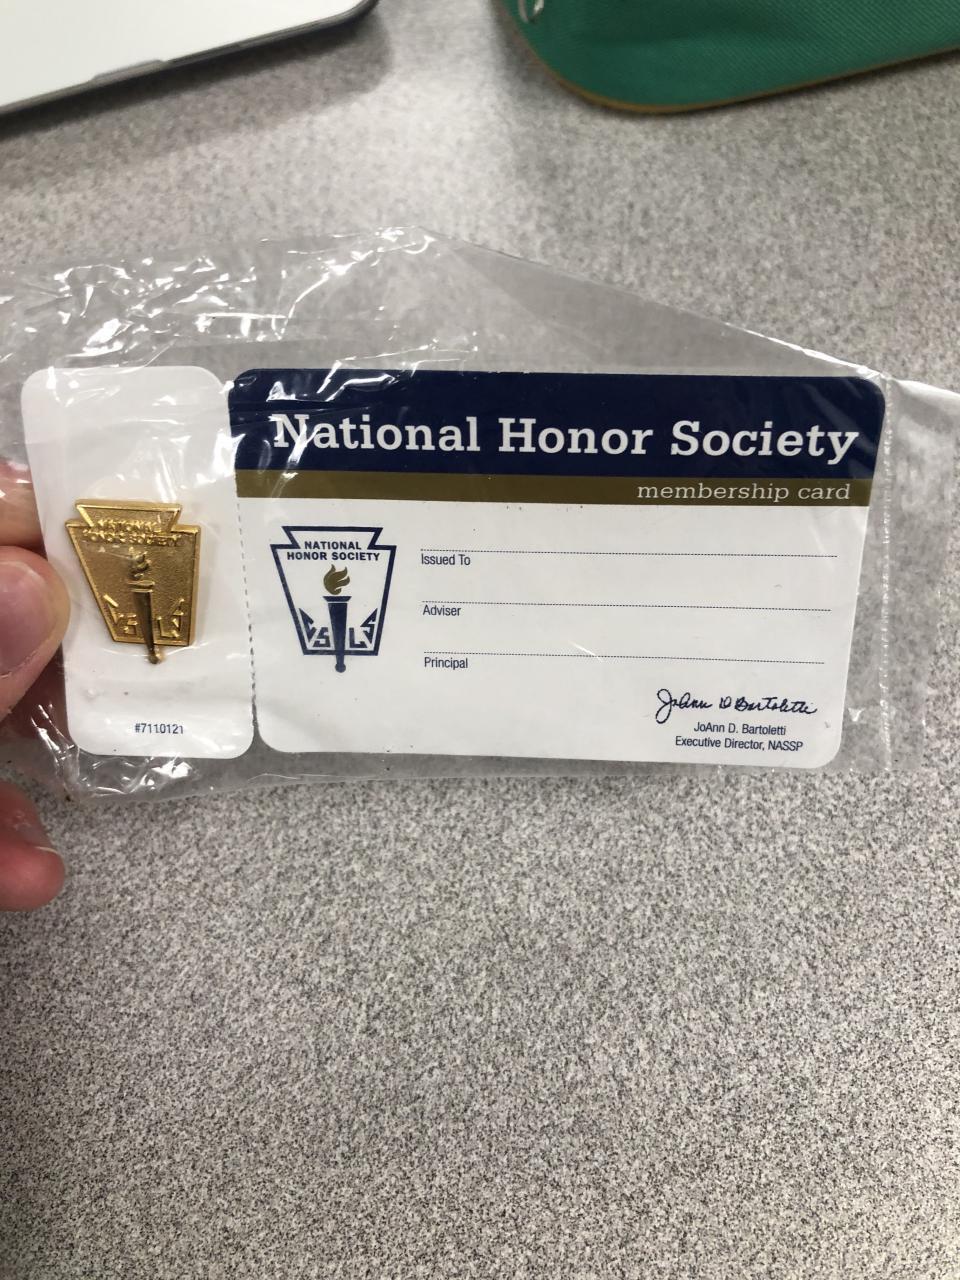 National Honor Society
membership card
NATIONAL
HONOR SOCIETY
C S L S
#7110121
NATIONAL
HONOR SOCIETY
C S L S
Issued To
Adviser
Principal
JoAnn D Bartoletti
JoAnn D. Bartoletti
Executive Director, NASSP